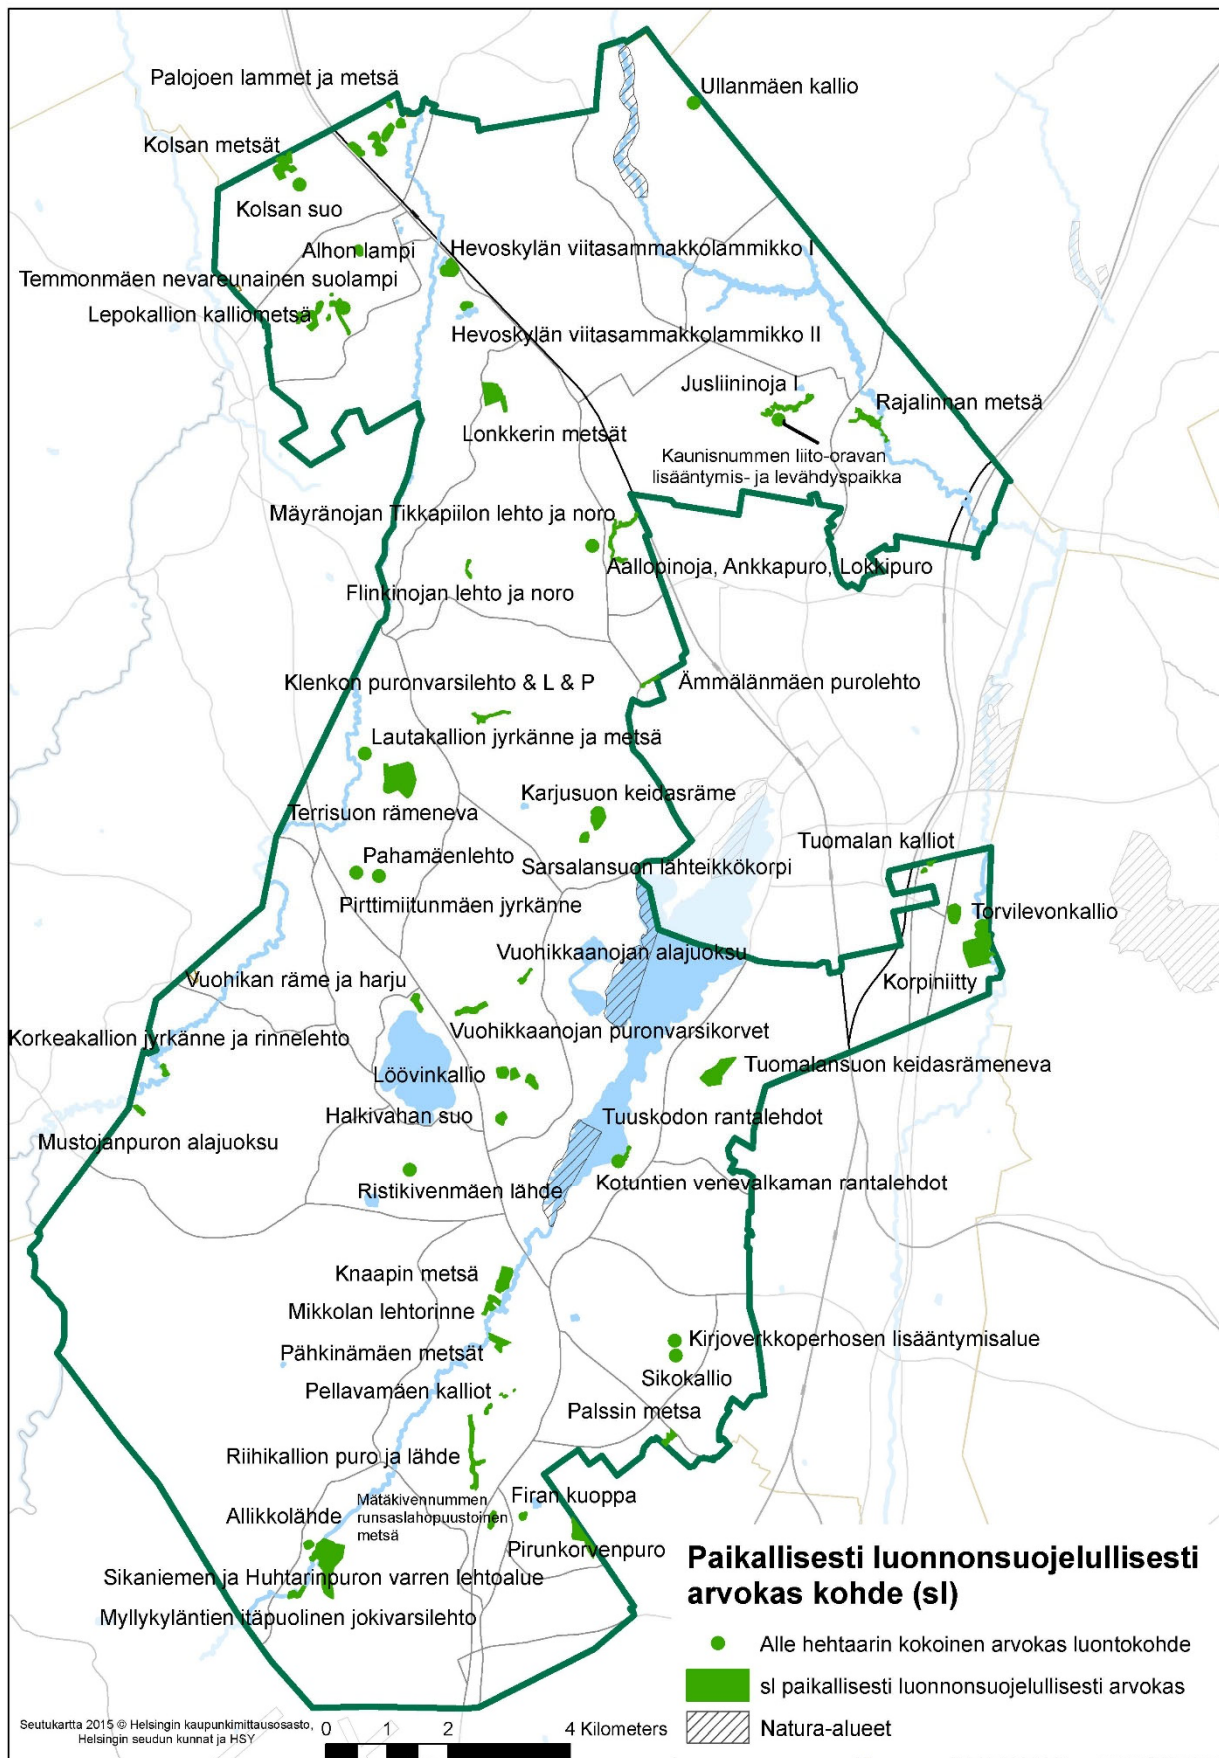 Palojoen lammet ja metsä
Ullanmäen kallio
Kolsan metsät
Kolsan suo
Alhon lampi
Hevoskylän viitasammakkolammikko I
Temmonmäen nevareunainen suolampi
Lepokallion kalliometsä
Hevoskylän viitasammakkolammikko II
Jusliininoja I
Rajalinnan metsä
Lonkkerin metsät
Kaunisnummen liito-oravan
lisääntymis- ja levähdyspaikka
Mäyränojan Tikkapiilon lehto ja noro
Aallopinoja, Ankkapuro, Lokkipuro
Flinkinojan lehto ja noro
Klenkon puronvarsilehto & L & P
Ämmälänmäen purolehto
Lautakallion jyrkänne ja metsä
Karjusuon keidasräme
Terrisuon rämeneva
Tuomalan kalliot
Pahamäenlehto
Sarsalansuon lähteikkökorpi
Pirttimiitunmäen jyrkänne
Torvilevonkallio
Vuohikkaanojan alajuoksu
Vuohikan räme ja harju
Korpiniitty
Korkeakallion jyrkänne ja rinnelehto
Vuohikkaanojan puronvarsikorvet
Löövinkallio
Tuomalansuon keidasrämeneva
Halkivahan suo
Tuuskodon rantalehdot
Mustojanpuron alajuoksu
Ristikivenmäen lähde
Kotuntien venevalkaman rantalehdot
Knaapin metsä
Mikkolan lehtorinne
Kirjoverkkoperhosen lisääntymisalue
Pähkinämäen metsät
Sikokallio
Pellavamäen kalliot
Palssin metsa
Riihikallion puro ja lähde
Firan kuoppa
Mätäkivennummen
runsaslahopuustoinen
metsä
Allikkolähde
Pirunkorvenpuro
Sikaniemen ja Huhtarinpuron varren lehtoalue
Myllykyläntien itäpuolinen jokivarsilehto
Paikallisesti luonnonsuojelullisesti
arvokas kohde (sl)
Alle hehtaarin kokoinen arvokas luontokohde
sl paikallisesti luonnonsuojelullisesti arvokas
Natura-alueet
Seutukartta 2015 © Helsingin kaupunkimittausosasto,
Helsingin seudun kunnat ja HSY
0 1 2 4 Kilometers